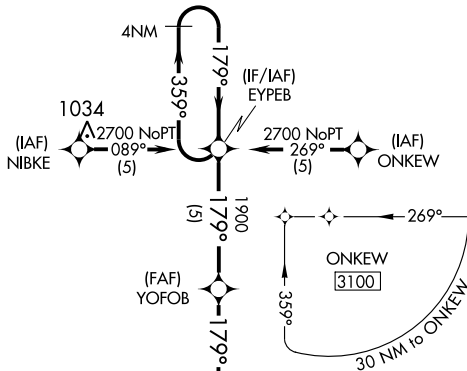 4NM
359°
179°
(IF/IAF)
EYPEB
1034
(IAF)
NIBKE
2700 NoPT
089°
(5)
2700 NoPT
269°
(5)
(IAF)
ONKEW
179°
1900
(5)
(FAF)
YOFOB
179°
269°
359°
ONKEW
3100
30 NM to ONKEW